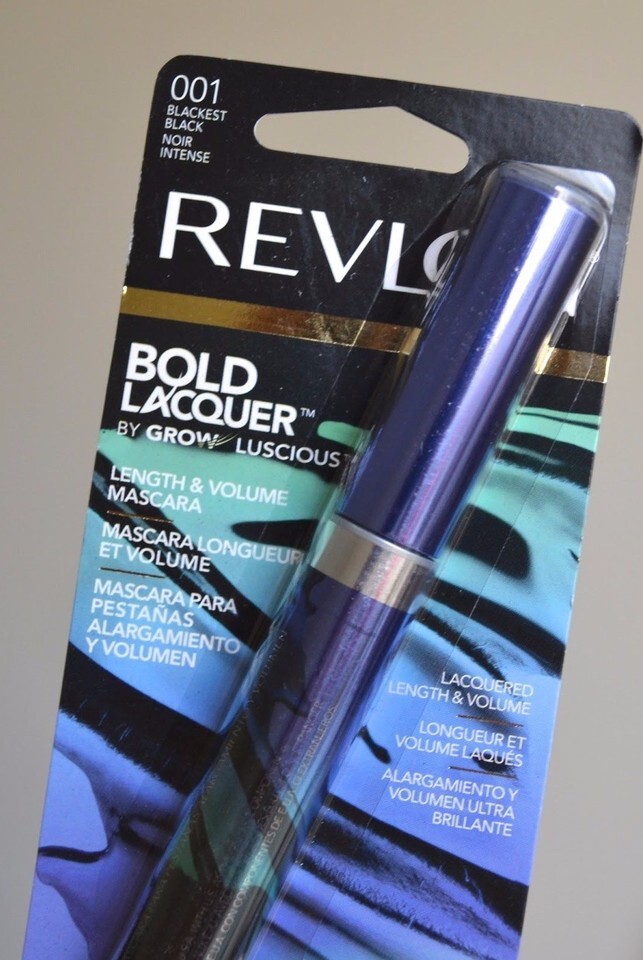 001
BLACKEST
BLACK
NOIR
INTENSE
REVLO
BOLD
LACQUER™
BY GROW LUSCIOUS™
LENGTH & VOLUME
MASCARA
MASCARA LONGUEUR
ET VOLUME
MASCARA PARA
PESTAÑAS
ALARGAMIENTO
Y VOLUMEN
LACQUERED
LENGTH & VOLUME
LONGUEUR ET
VOLUME LAQUÉS
ALARGAMIENTO Y
VOLUMEN ULTRA
BRILLANTE